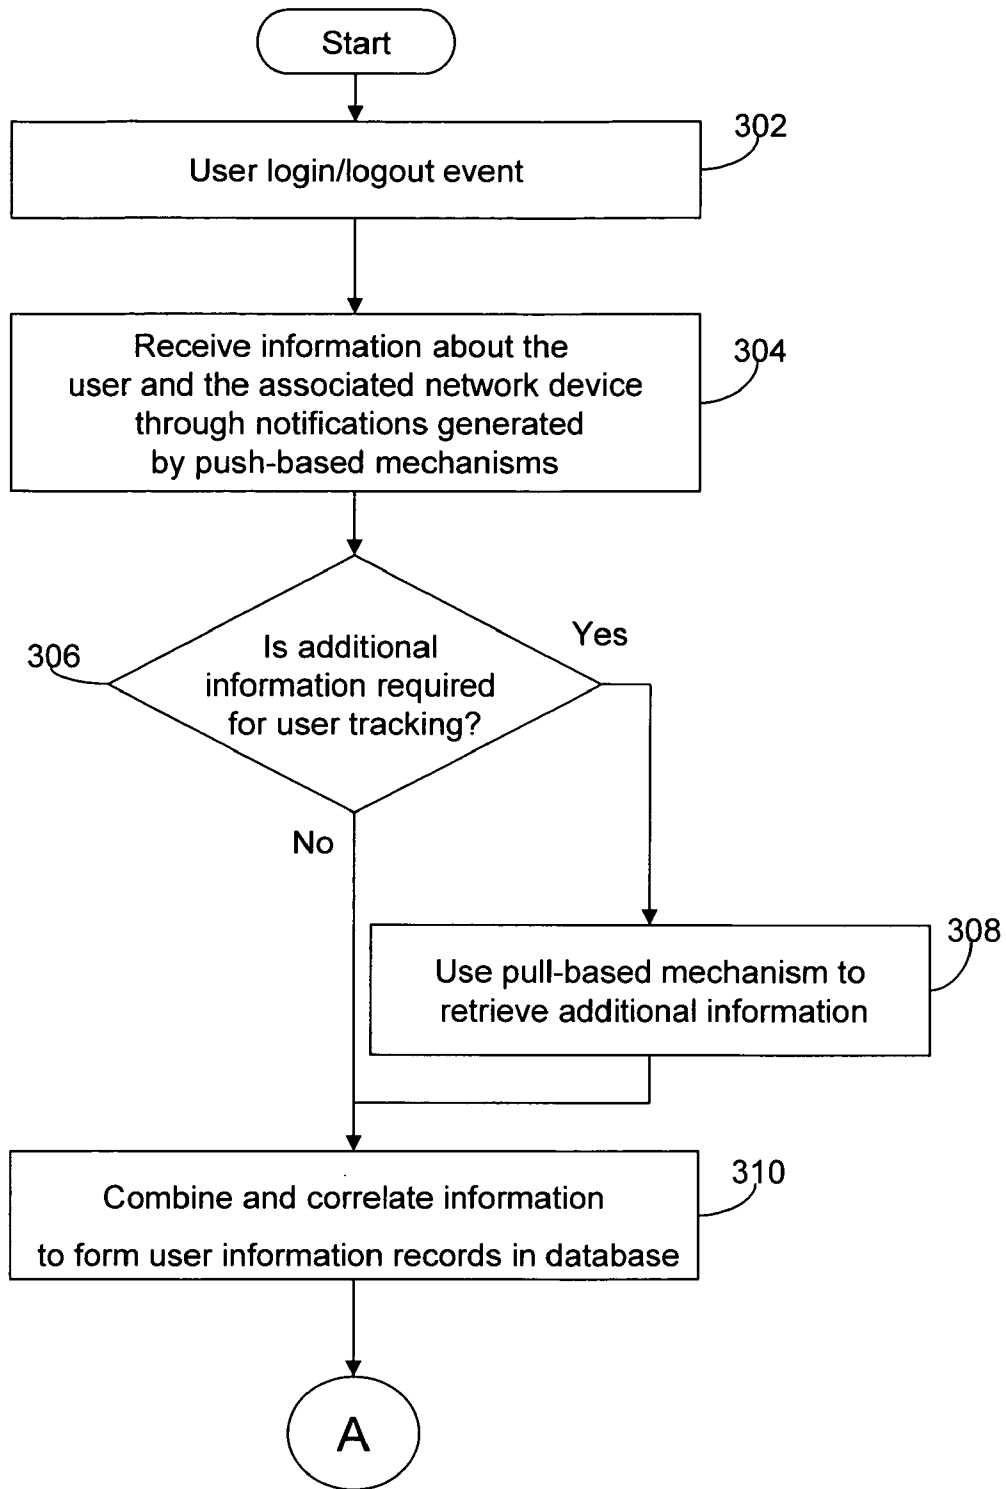 Start
302
User login/logout event
304
Receive information about the
user and the associated network device
through notifications generated
by push-based mechanisms
306
Is additional
information required
for user tracking?
Yes
No
308
Use pull-based mechanism to
retrieve additional information
310
Combine and correlate information
to form user information records in database
A